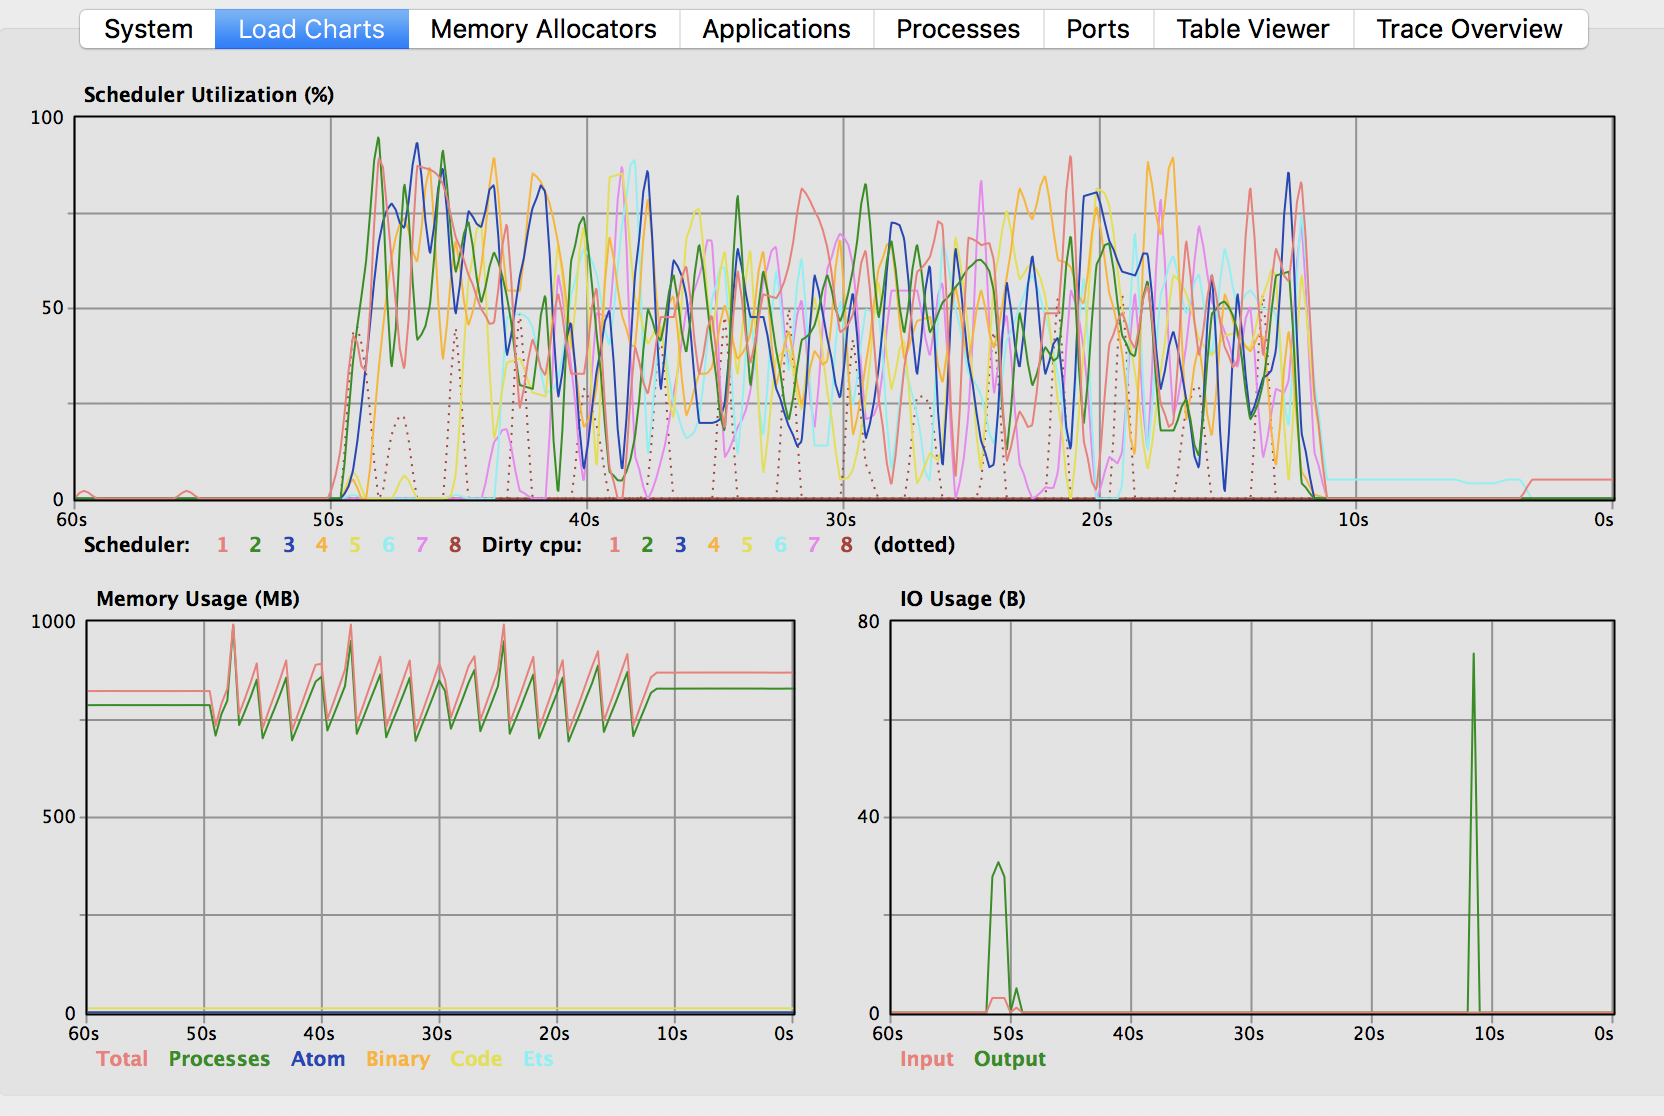 System Load Charts Memory Allocators Applications Processes Ports Table Viewer Trace Overview
Scheduler Utilization (%)
100
50
0
60s 50s 40s 30s 20s 10s 0s
Scheduler: 1 2 3 4 5 6 7 8 Dirty cpu: 1 2 3 4 5 6 7 8 (dotted)
Memory Usage (MB)
1000
500
0
60s 50s 40s 30s 20s 10s 0s
Total Processes Atom Binary Code Ets
IO Usage (B)
80
40
0
60s 50s 40s 30s 20s 10s 0s
Input Output